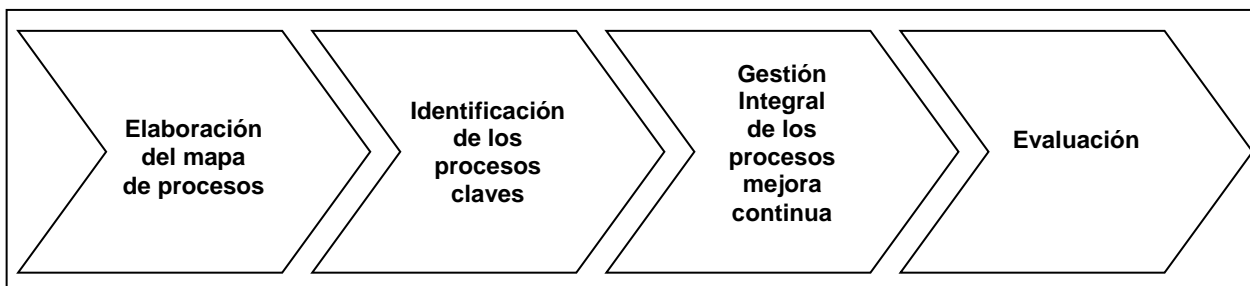 Elaboración
del mapa
de procesos
Identificación
de los
procesos
claves
Gestión
Integral
de los
procesos
mejora
continua
Evaluación